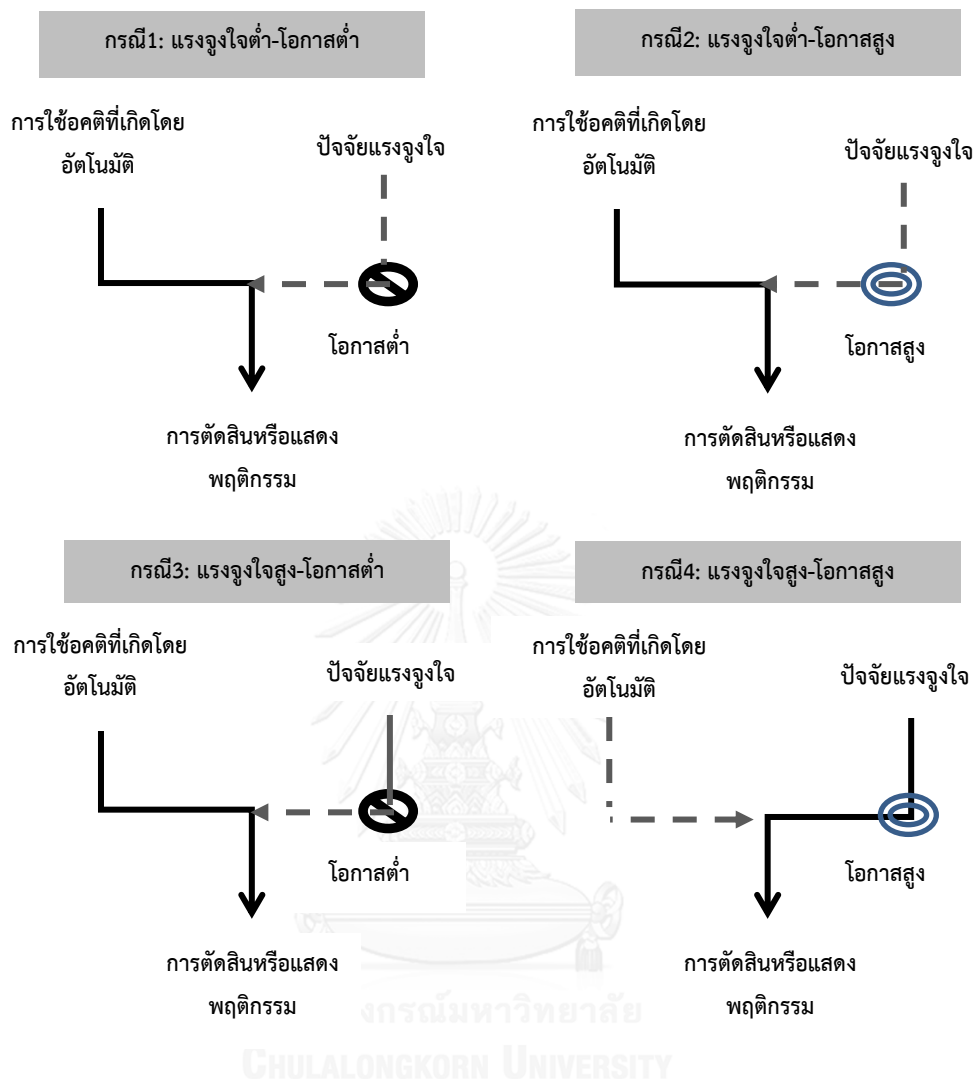 กรณี1: แรงจูงใจต่ำ-โอกาสต่ำ
การใช้อคติที่เกิดโดย
อัตโนมัติ
ปัจจัยแรงจูงใจ
โอกาสต่ำ
การตัดสินหรือแสดง
พฤติกรรม
กรณี2: แรงจูงใจต่ำ-โอกาสสูง
การใช้อคติที่เกิดโดย
อัตโนมัติ
ปัจจัยแรงจูงใจ
โอกาสสูง
การตัดสินหรือแสดง
พฤติกรรม
กรณี3: แรงจูงใจสูง-โอกาสต่ำ
การใช้อคติที่เกิดโดย
อัตโนมัติ
ปัจจัยแรงจูงใจ
โอกาสต่ำ
การตัดสินหรือแสดง
พฤติกรรม
กรณี4: แรงจูงใจสูง-โอกาสสูง
การใช้อคติที่เกิดโดย
อัตโนมัติ
ปัจจัยแรงจูงใจ
โอกาสสูง
การตัดสินหรือแสดง
พฤติกรรม
งกรณ์มหาวิทยาลัย
CHULALONGKORN UNIVERSITY